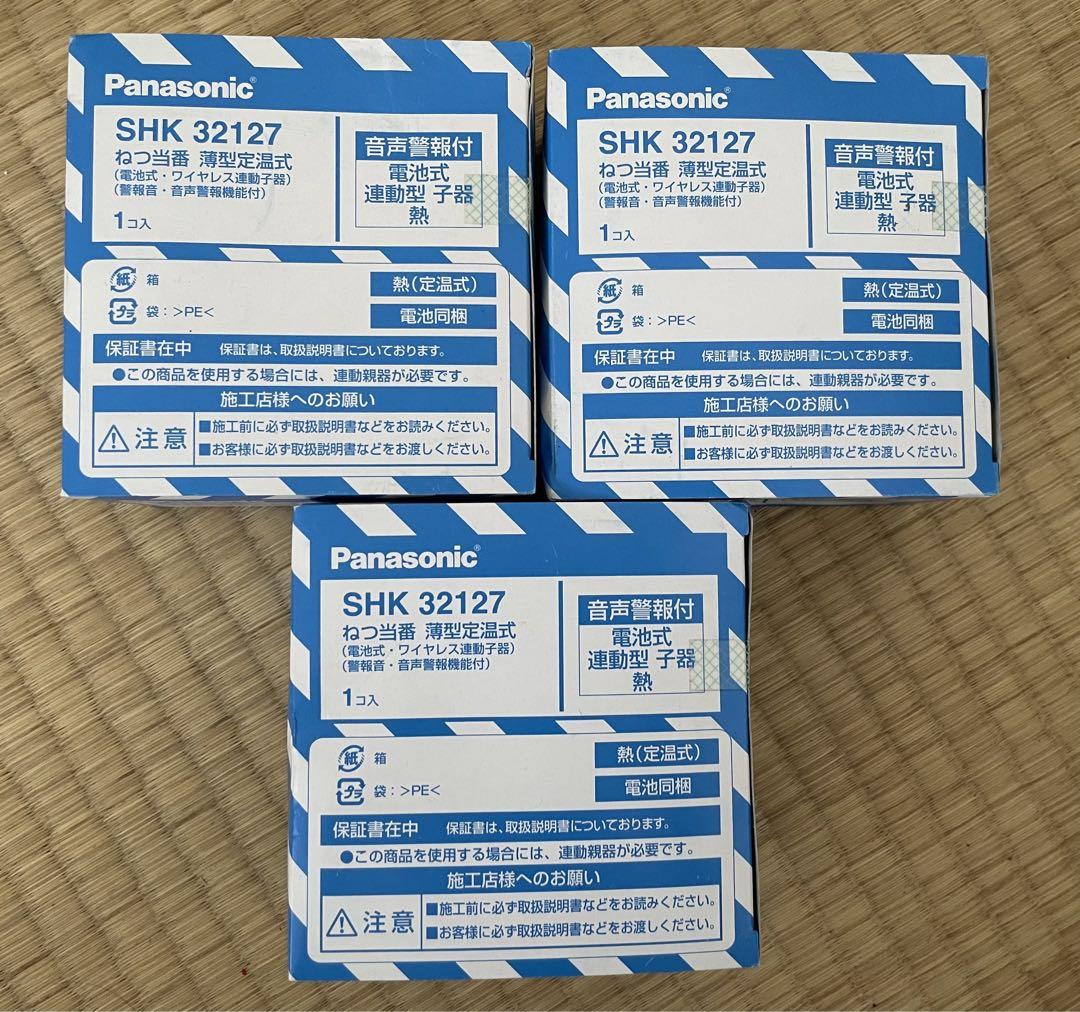 Panasonic®
SHK 32127
ねつ当番 薄型定温式
(電池式・ワイヤレス連動子器)
(警報音・音声警報機能付)
1コ入
音声警報付
電池式
連動型 子器
熱
紙 箱
プラ 袋:>PE<
熱(定温式)
電池同梱
保証書在中 保証書は、取扱説明書についております。
●この商品を使用する場合には、連動親器が必要です。
施工店様へのお願い
注意
■施工前に必ず取扱説明書などをお読みください。
■お客様に必ず取扱説明書などをお渡しください。
Panasonic®
SHK 32127
ねつ当番 薄型定温式
(電池式・ワイヤレス連動子器)
(警報音・音声警報機能付)
1コ入
音声警報付
電池式
連動型 子器
熱
紙 箱
プラ 袋:>PE<
熱(定温式)
電池同梱
保証書在中 保証書は、取扱説明書についております。
●この商品を使用する場合には、連動親器が必要です。
施工店様へのお願い
注意
■施工前に必ず取扱説明書などをお読みください。
■お客様に必ず取扱説明書などをお渡しください。
Panasonic®
SHK 32127
ねつ当番 薄型定温式
(電池式・ワイヤレス連動子器)
(警報音・音声警報機能付)
1コ入
音声警報付
電池式
連動型 子器
熱
紙 箱
プラ 袋:>PE<
熱(定温式)
電池同梱
保証書在中 保証書は、取扱説明書についております。
●この商品を使用する場合には、連動親器が必要です。
施工店様へのお願い
注意
■施工前に必ず取扱説明書などをお読みください。
■お客様に必ず取扱説明書などをお渡しください。